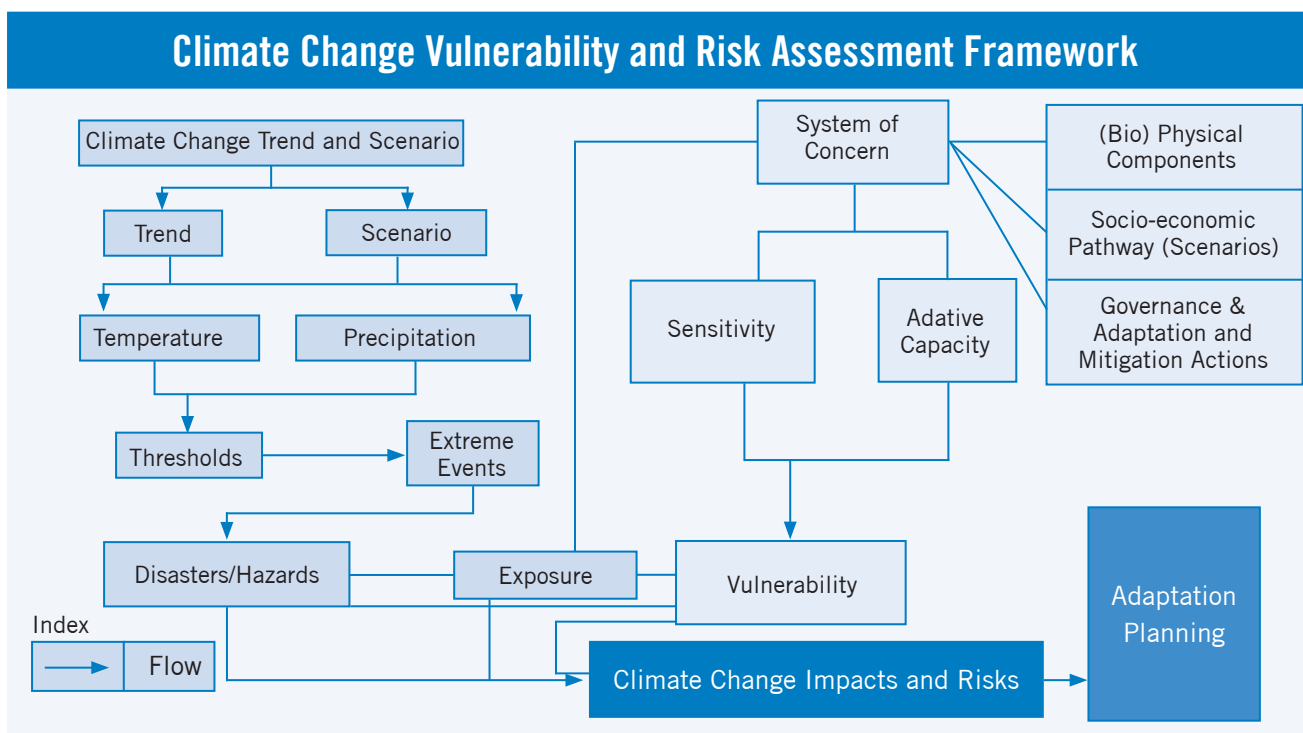 Climate Change Vulnerability and Risk Assessment Framework
Climate Change Trend and Scenario
Trend
Scenario
Temperature
Precipitation
Thresholds
Extreme
Events
Disasters/Hazards
Exposure
System of
Concern
(Bio) Physical
Components
Socio-economic
Pathway (Scenarios)
Governance &
Adaptation and
Mitigation Actions
Sensitivity
Adative
Capacity
Vulnerability
Index
Flow
Climate Change Impacts and Risks
Adaptation
Planning